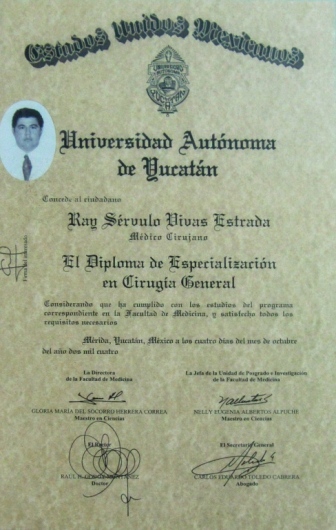 Estados Unidos Mexicanos
Universidad Autónoma
de Yucatán
Concede al ciudadano
Ray Sérvulo Vivas Estrada
Médico Cirujano
El Diploma de Especialización
en Cirugía General
Considerando que ha cumplido con los estudios del programa
correspondiente en la Facultad de Medicina, y satisfecho todos los
requisitos necesarios
Mérida, Yucatán, México a los cuatro días del mes de octubre
del año dos mil cuatro
La Directora
de la Facultad de Medicina
GLORIA MARIA DEL SOCORRO HERRERA CORREA
Maestro en Ciencias
La Jefe de la Unidad de Posgrado e Investigación
de la Facultad de Medicina
NELLY EUGENIA ALBERTOS ALPUCHE
Maestro en Ciencias
El Rector
RAUL
Doctor
El Secretario General
CARLOS EDUARDO TOLEDO CABRERA
Abogado